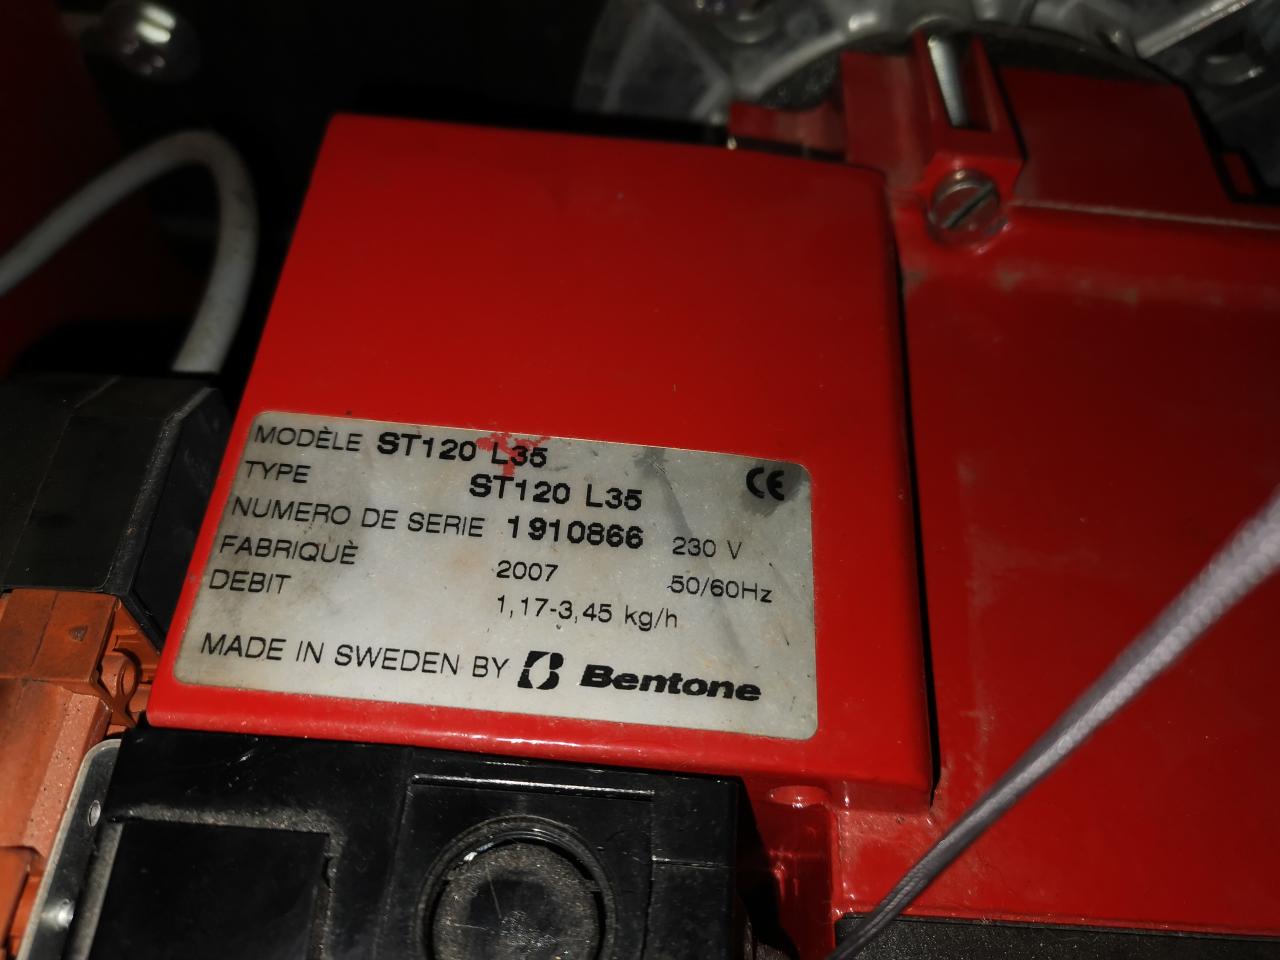 MODÈLE ST120 L35
TYPE ST120 L35
NUMERO DE SERIE 1910866 230 V
FABRIQUÈ 2007 50/60Hz
DEBIT 1,17-3,45 kg/h
MADE IN SWEDEN BY Bentone
CE